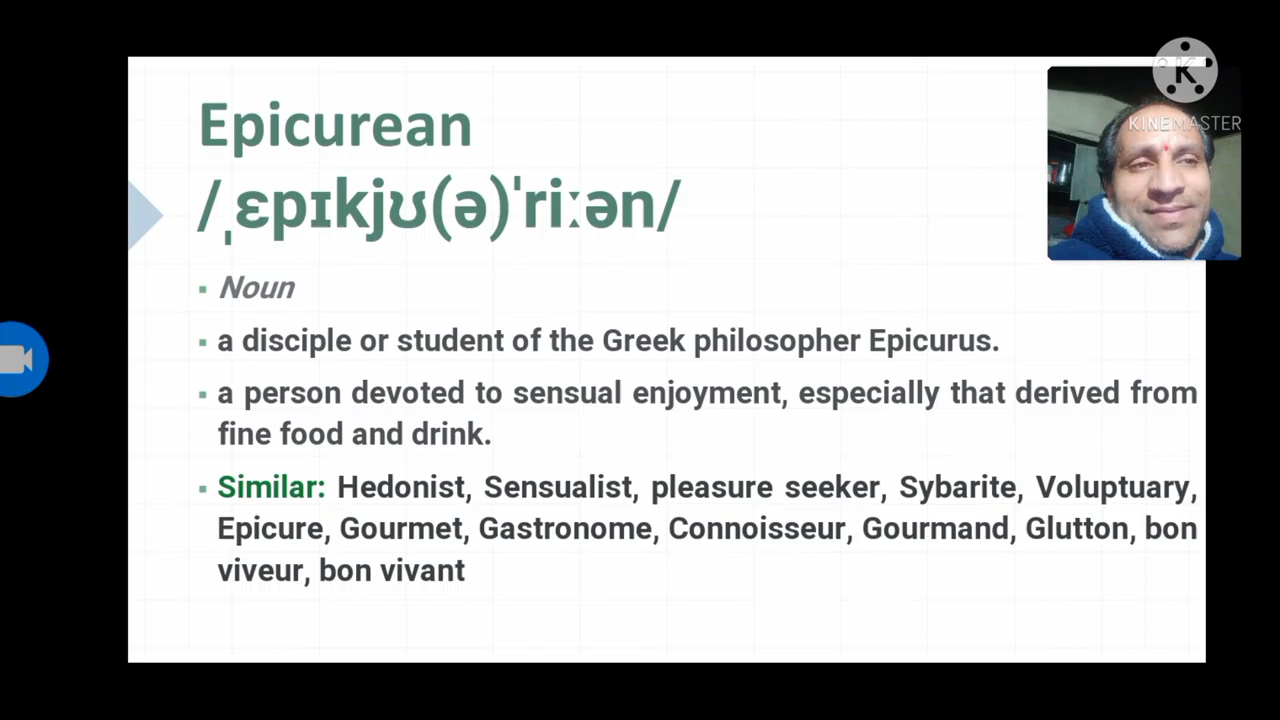 Epicurean
/ˌɛpɪkjʊ(ə)ˈriːən/
Noun
a disciple or student of the Greek philosopher Epicurus.
a person devoted to sensual enjoyment, especially that derived from
fine food and drink.
Similar: Hedonist, Sensualist, pleasure seeker, Sybarite, Voluptuary,
Epicure, Gourmet, Gastronome, Connoisseur, Gourmand, Glutton, bon
viveur, bon vivant
K
KINEMASTER